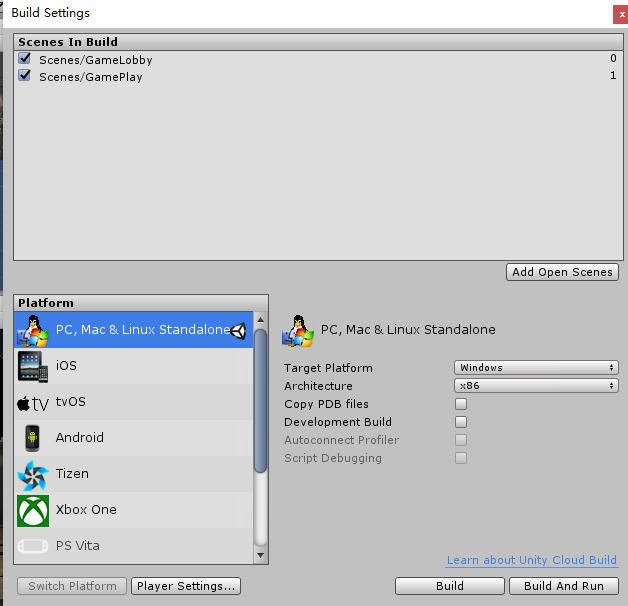 Build Settings
x
Scenes In Build
Scenes/GameLobby 0
Scenes/GamePlay 1
Add Open Scenes
Platform
PC, Mac & Linux Standalone
iOS
tv tvOS
Android
Tizen
Xbox One
PS Vita
PC, Mac & Linux Standalone
Target Platform Windows
Architecture x86
Copy PDB files
Development Build
Autoconnect Profiler
Script Debugging
Learn about Unity Cloud Build
Switch Platform Player Settings... Build Build And Run